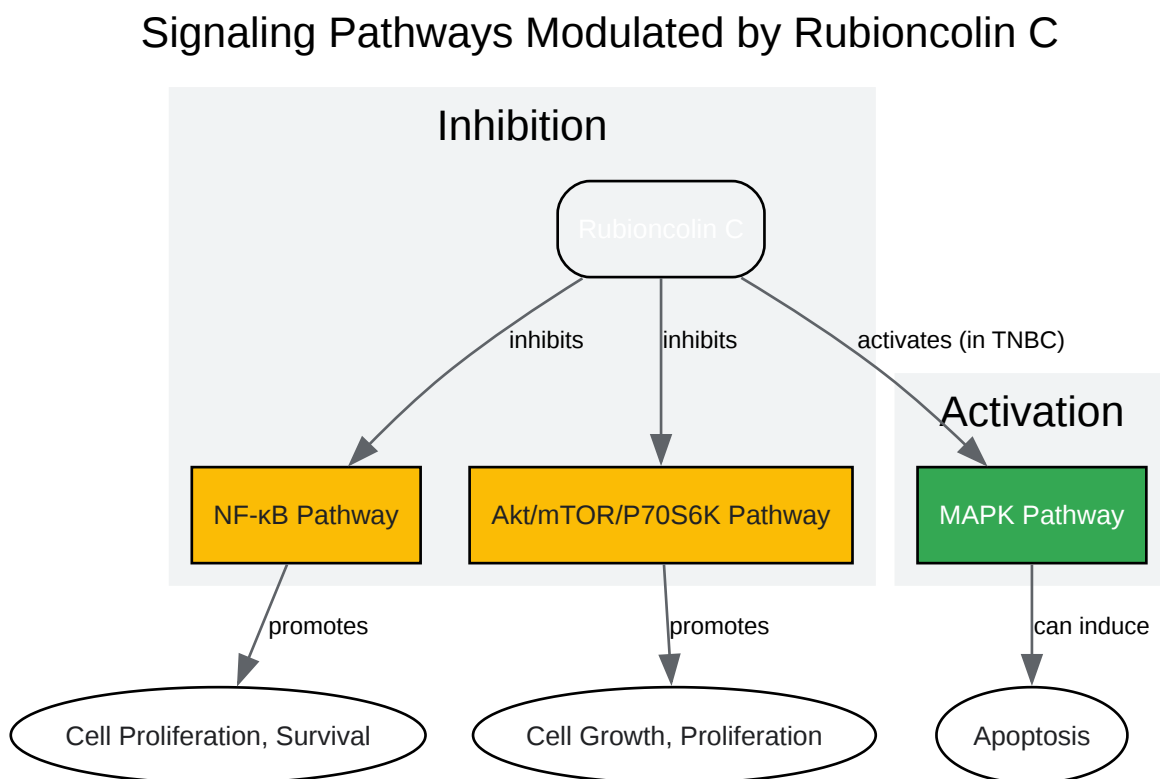 Signaling Pathways Modulated by Rubioncolin C
Inhibition
Rubioncolin C
inhibits
inhibits
activates (in TNBC)
Activation
NF-κB Pathway
Akt/mTOR/P70S6K Pathway
MAPK Pathway
promotes
promotes
can induce
Cell Proliferation, Survival
Cell Growth, Proliferation
Apoptosis